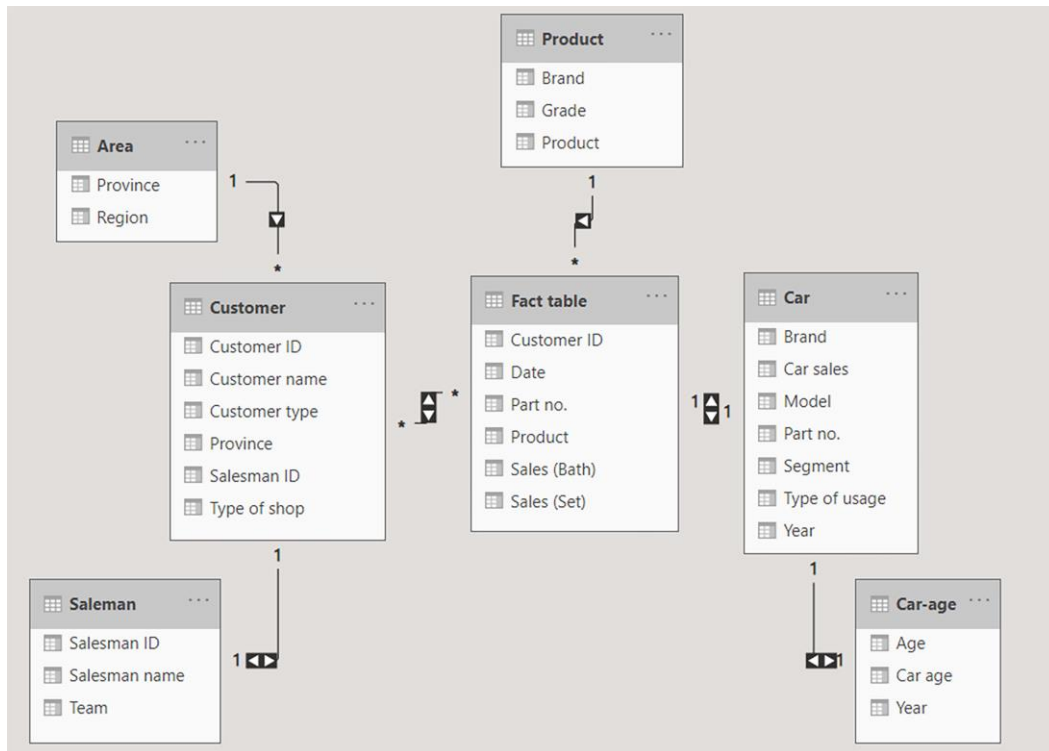 Product
Brand
Grade
Product
Area
Province
Region
1
1
*
*
Customer
Customer ID
Customer name
Customer type
Province
Salesman ID
Type of shop
*
*
Fact table
Customer ID
Date
Part no.
Product
Sales (Bath)
Sales (Set)
1
1
Car
Brand
Car sales
Model
Part no.
Segment
Type of usage
Year
1
1
Saleman
Salesman ID
Salesman name
Team
1
1
Car-age
Age
Car age
Year